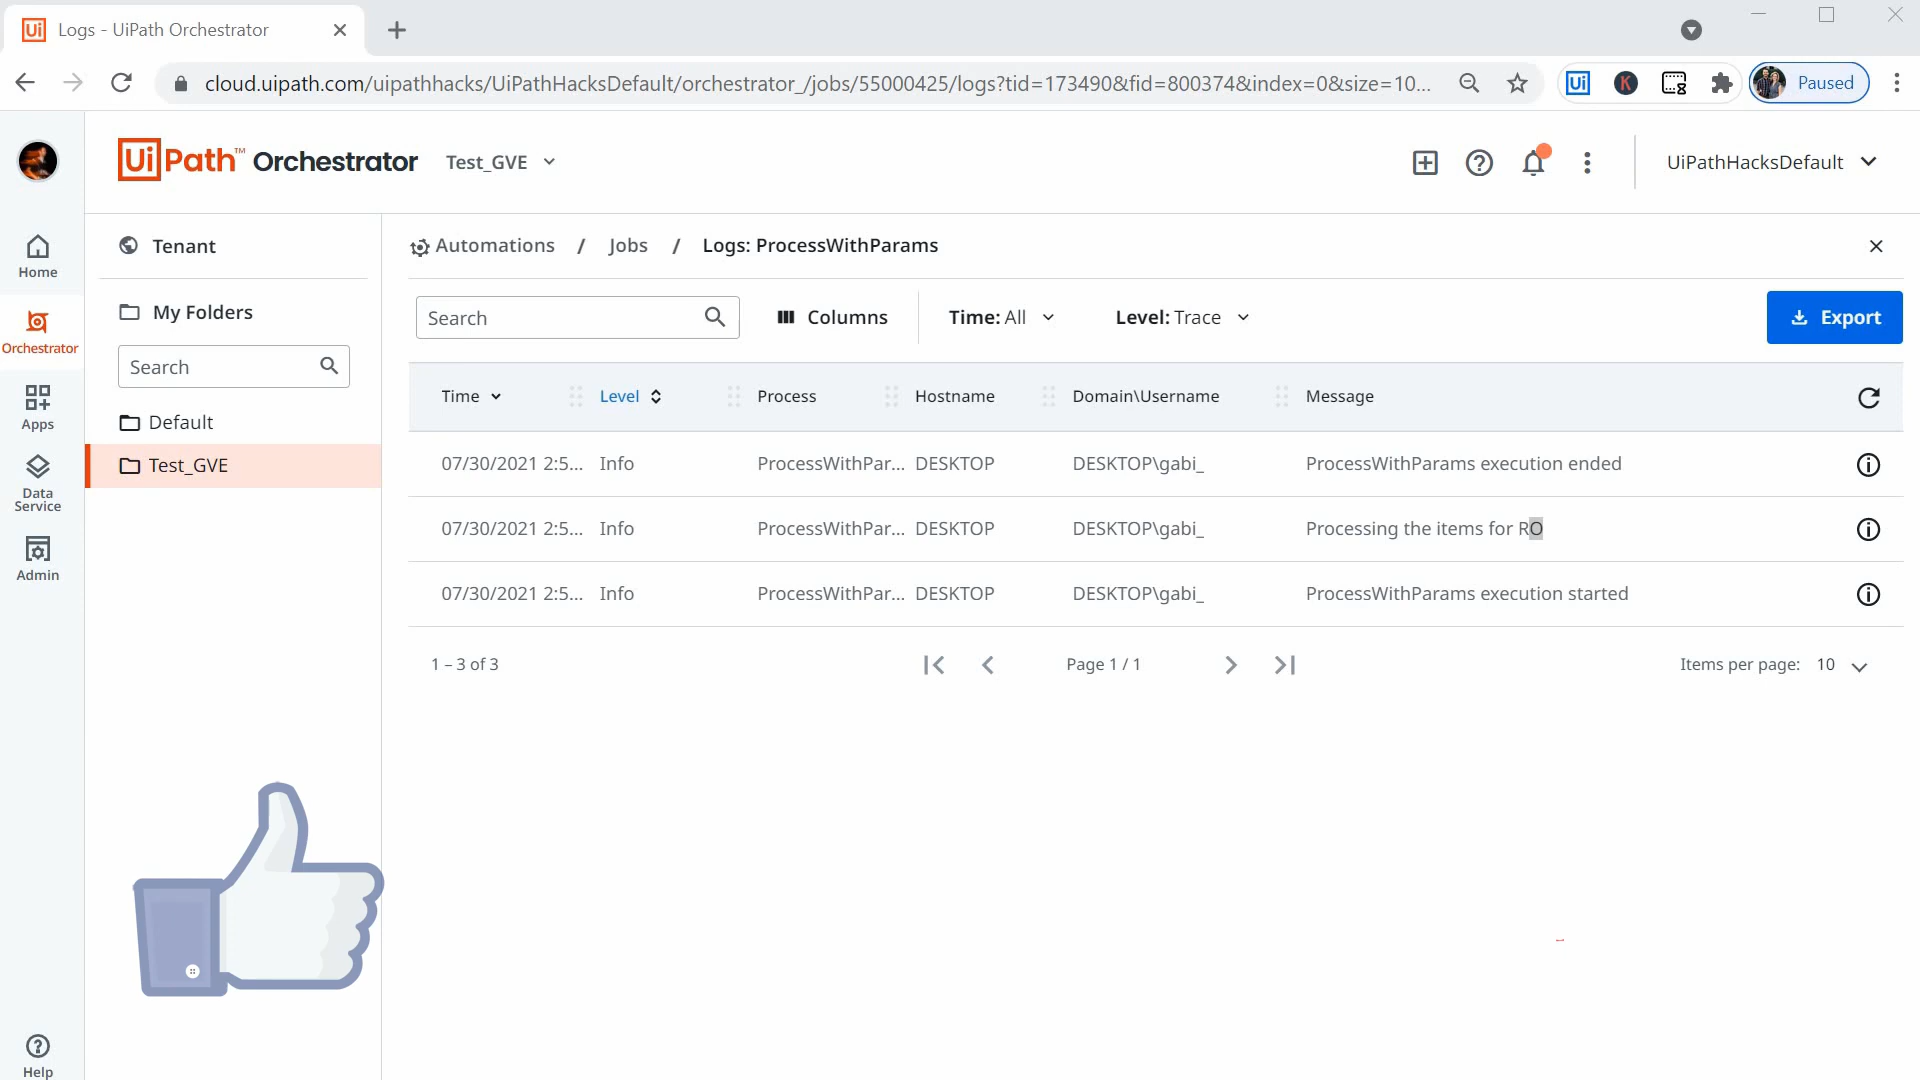 Ui Logs - UiPath Orchestrator
cloud.uipath.com/uipathhacks/UiPathHacksDefault/orchestrator_/jobs/55000425/logs?tid=173490&fid=800374&index=0&size=10... Ui K Paused
UiPath™ Orchestrator Test_GVE UiPathHacksDefault
Home
Orchestrator
Apps
Data
Service
Admin
Help
Tenant
My Folders
Search
Default
Test_GVE
Automations / Jobs / Logs: ProcessWithParams
Search Columns Time: All Level: Trace Export
Time Level Process Hostname Domain\Username Message
07/30/2021 2:5... Info ProcessWithPar... DESKTOP DESKTOP\gabi_ ProcessWithParams execution ended
07/30/2021 2:5... Info ProcessWithPar... DESKTOP DESKTOP\gabi_ Processing the items for RO
07/30/2021 2:5... Info ProcessWithPar... DESKTOP DESKTOP\gabi_ ProcessWithParams execution started
1 – 3 of 3 Page 1 / 1 Items per page: 10